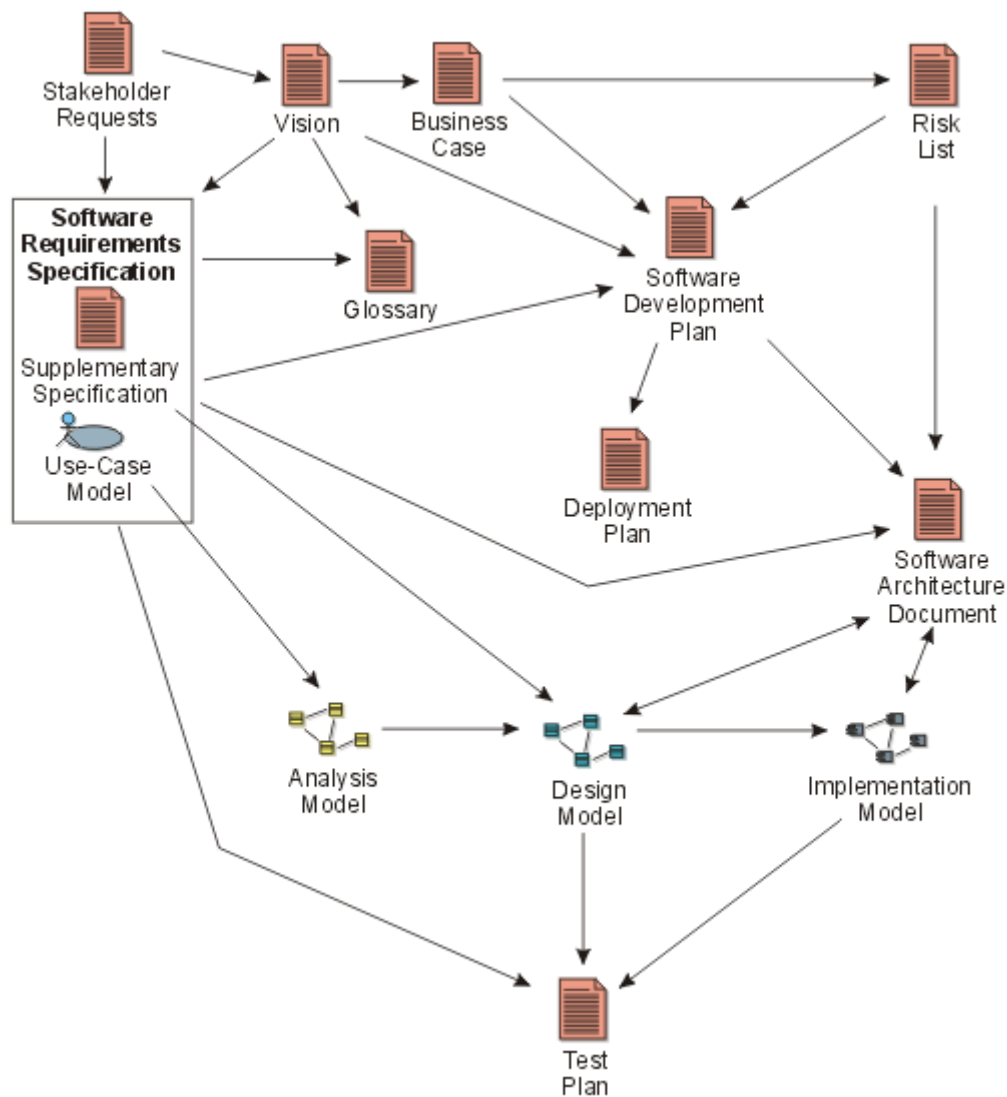 Stakeholder
Requests
Vision
Business
Case
Risk
List
Software
Requirements
Specification
Supplementary
Specification
Use-Case
Model
Glossary
Software
Development
Plan
Deployment
Plan
Software
Architecture
Document
Analysis
Model
Design
Model
Implementation
Model
Test
Plan